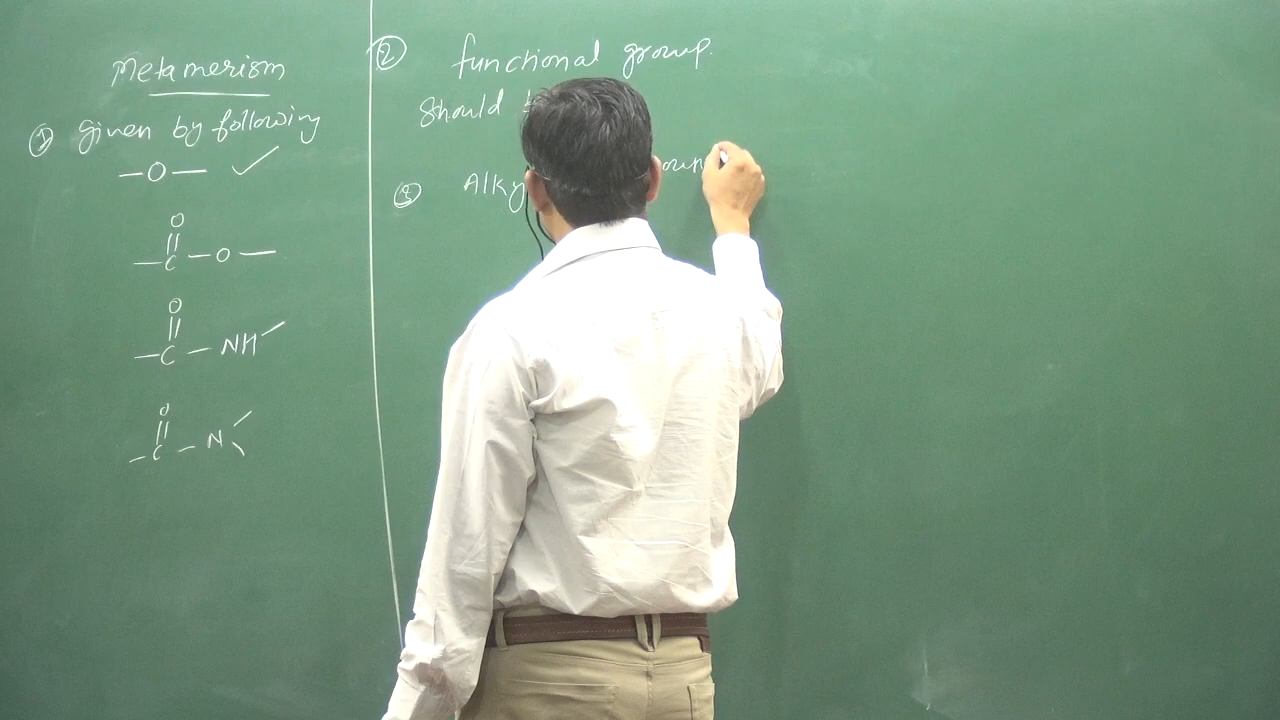 Metamerism
① Given by following
-O- ✓
O
||
-C-O-
O
||
-C-NH-
O
||
-C-N<
② functional group.
should
③ Alky